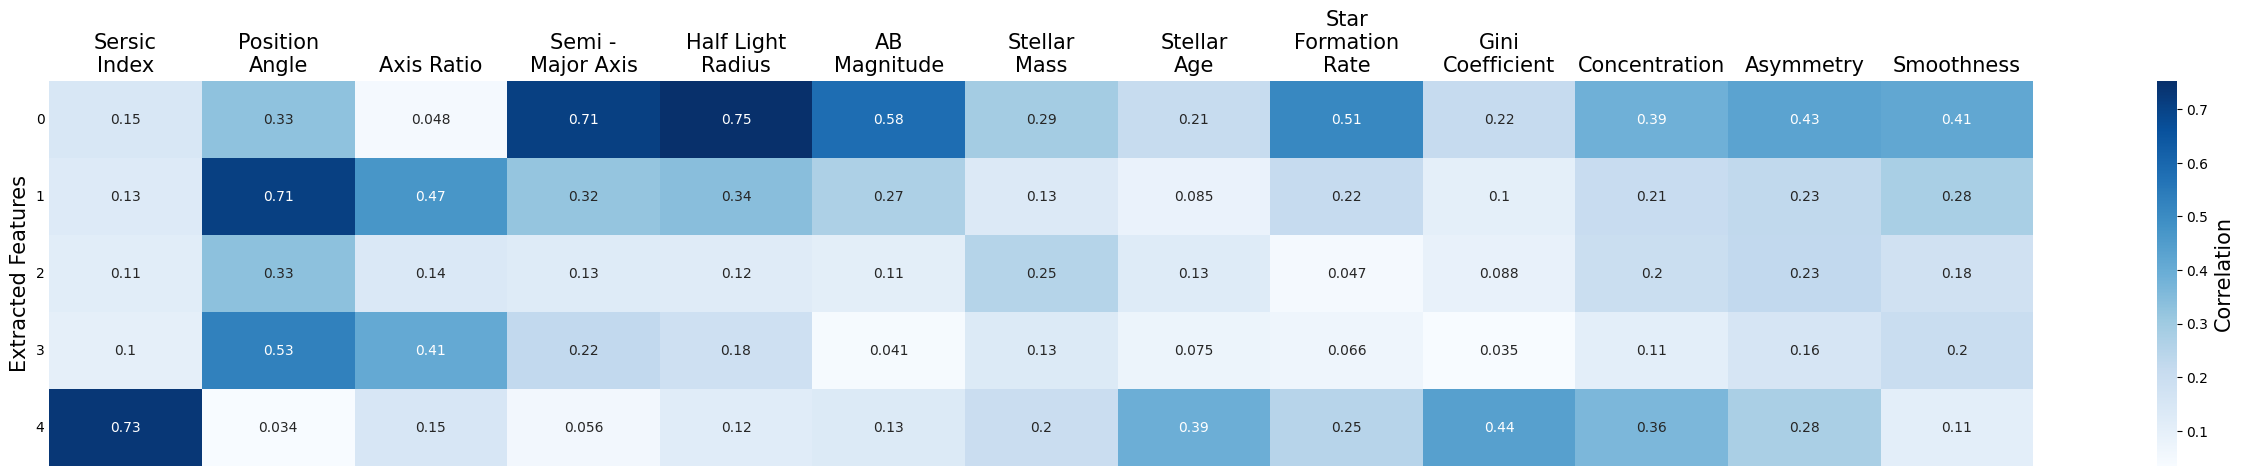 Sersic Index
Position Angle
Axis Ratio
Semi - Major Axis
Half Light Radius
AB Magnitude
Stellar Mass
Stellar Age
Star Formation Rate
Gini Coefficient
Concentration
Asymmetry
Smoothness
Extracted Features
0 0.15 0.33 0.048 0.71 0.75 0.58 0.29 0.21 0.51 0.22 0.39 0.43 0.41
1 0.13 0.71 0.47 0.32 0.34 0.27 0.13 0.085 0.22 0.1 0.21 0.23 0.28
2 0.11 0.33 0.14 0.13 0.12 0.11 0.25 0.13 0.047 0.088 0.2 0.23 0.18
3 0.1 0.53 0.41 0.22 0.18 0.041 0.13 0.075 0.066 0.035 0.11 0.16 0.2
4 0.73 0.034 0.15 0.056 0.12 0.13 0.2 0.39 0.25 0.44 0.36 0.28 0.11
0.7
0.6
0.5
0.4
0.3
0.2
0.1
Correlation